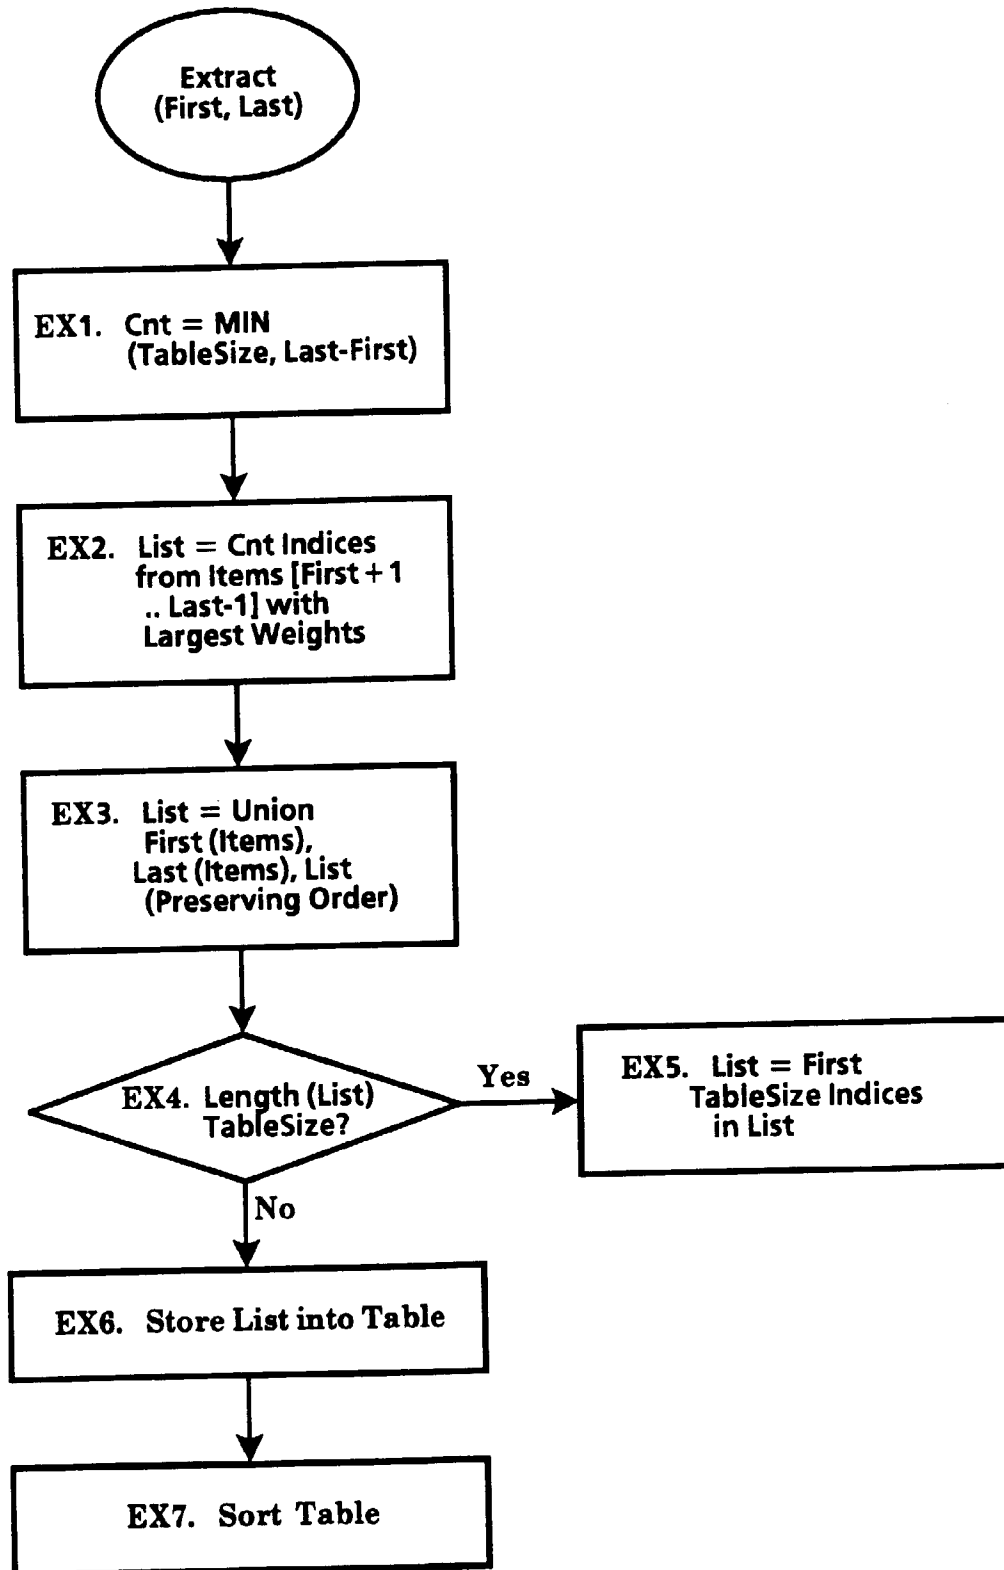 Extract
(First, Last)
EX1. Cnt = MIN
(TableSize, Last-First)
EX2. List = Cnt Indices
from Items [First + 1
.. Last-1] with
Largest Weights
EX3. List = Union
First (Items),
Last (Items), List
(Preserving Order)
EX4. Length (List)
TableSize?
Yes
EX5. List = First
TableSize Indices
in List
No
EX6. Store List into Table
EX7. Sort Table